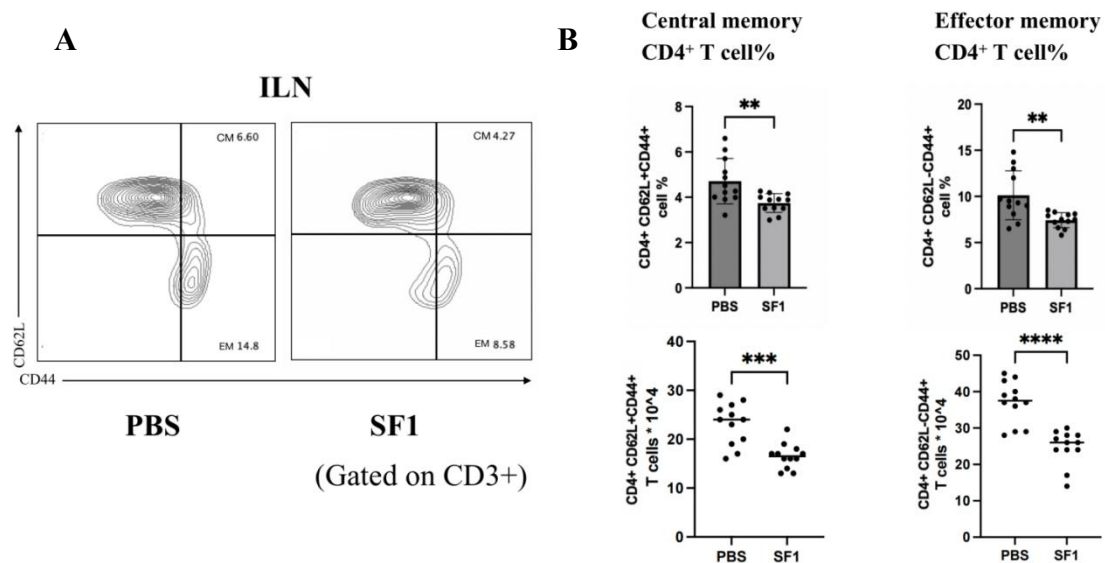 A
ILN
CM 6.60
CM 4.27
EM 14.8
EM 8.58
CD62L
CD44
PBS
SF1
(Gated on CD3+)
B
Central memory
CD4⁺ T cell%
Effector memory
CD4⁺ T cell%
CD4+ CD62L+CD44+
cell %
8
6
4
2
0
**
PBS
SF1
CD4+ CD62L-CD44+
cell %
20
15
10
5
0
**
PBS
SF1
CD4+ CD62L+CD44+
T cells * 10^4
40
30
20
10
0
***
PBS
SF1
CD4+ CD62L-CD44+
T cells * 10^4
50
40
30
20
10
0
****
PBS
SF1